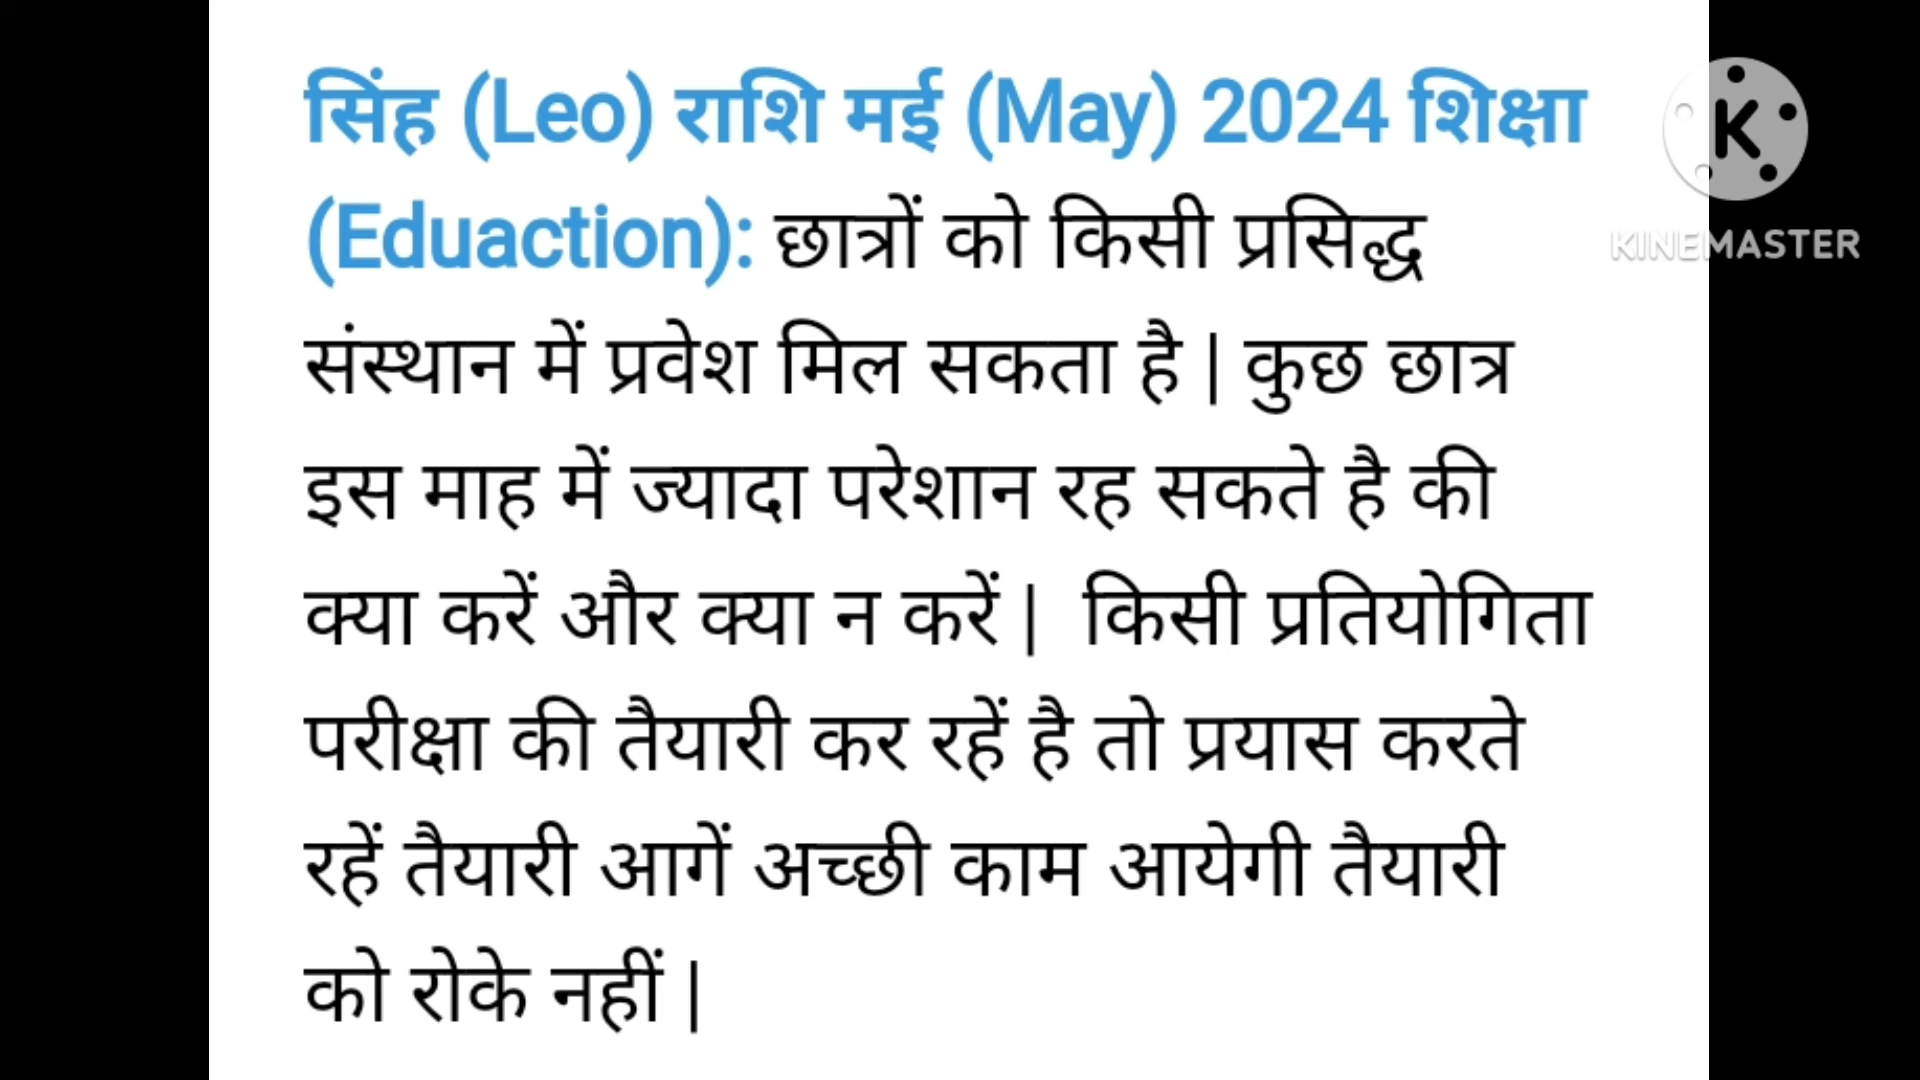 सिंह (Leo) राशि मई (May) 2024 शिक्षा
(Eduaction): छात्रों को किसी प्रसिद्ध
संस्थान में प्रवेश मिल सकता है | कुछ छात्र
इस माह में ज्यादा परेशान रह सकते है की
क्या करें और क्या न करें |  किसी प्रतियोगिता
परीक्षा की तैयारी कर रहें है तो प्रयास करते
रहें तैयारी आगें अच्छी काम आयेगी तैयारी
को रोके नहीं |
K
KINEMASTER